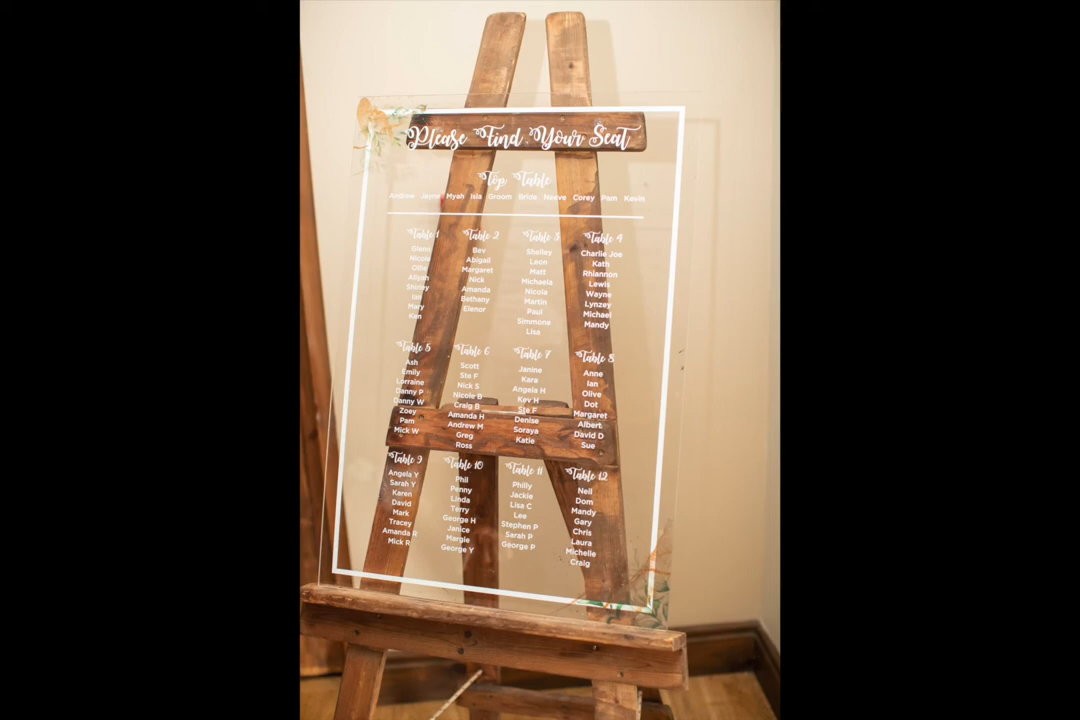 Please Find Your Seat
Top Table
Andrew Jayne Myah Isla Groom Bride Neeve Corey Pam Kevin
Table 1
Glenn
Nicola
Ollie
Aliyah
Shirley
Ian
Mary
Ken
Table 2
Bev
Abigail
Margaret
Nick
Amanda
Bethany
Elenor
Table 3
Shelley
Leon
Matt
Michaela
Nicole
Martin
Paul
Simmone
Lisa
Table 4
Charlie Joe
Kath
Rhiannon
Lewis
Wayne
Lynzey
Michael
Mandy
Table 5
Ash
Emily
Lorraine
Danny P
Danny W
Zoey
Pam
Mick W
Table 6
Scott
Ste F
Nick S
Nicole B
Craig B
Amanda H
Andrew M
Greg
Ross
Table 7
Janine
Kara
Angela H
Kev H
Ste F
Denise
Soraya
Katie
Table 8
Anne
Ian
Olive
Dot
Margaret
Albert
David D
Sue
Table 9
Angela Y
Sarah Y
Karen
David
Mark
Tracey
Amanda R
Mick R
Table 10
Phil
Penny
Linda
Terry
George H
Janice
Margie
George Y
Table 11
Philly
Jackie
Lisa C
Lee
Stephen P
Sarah P
George P
Table 12
Neil
Dom
Mandy
Gary
Chris
Laura
Michelle
Craig